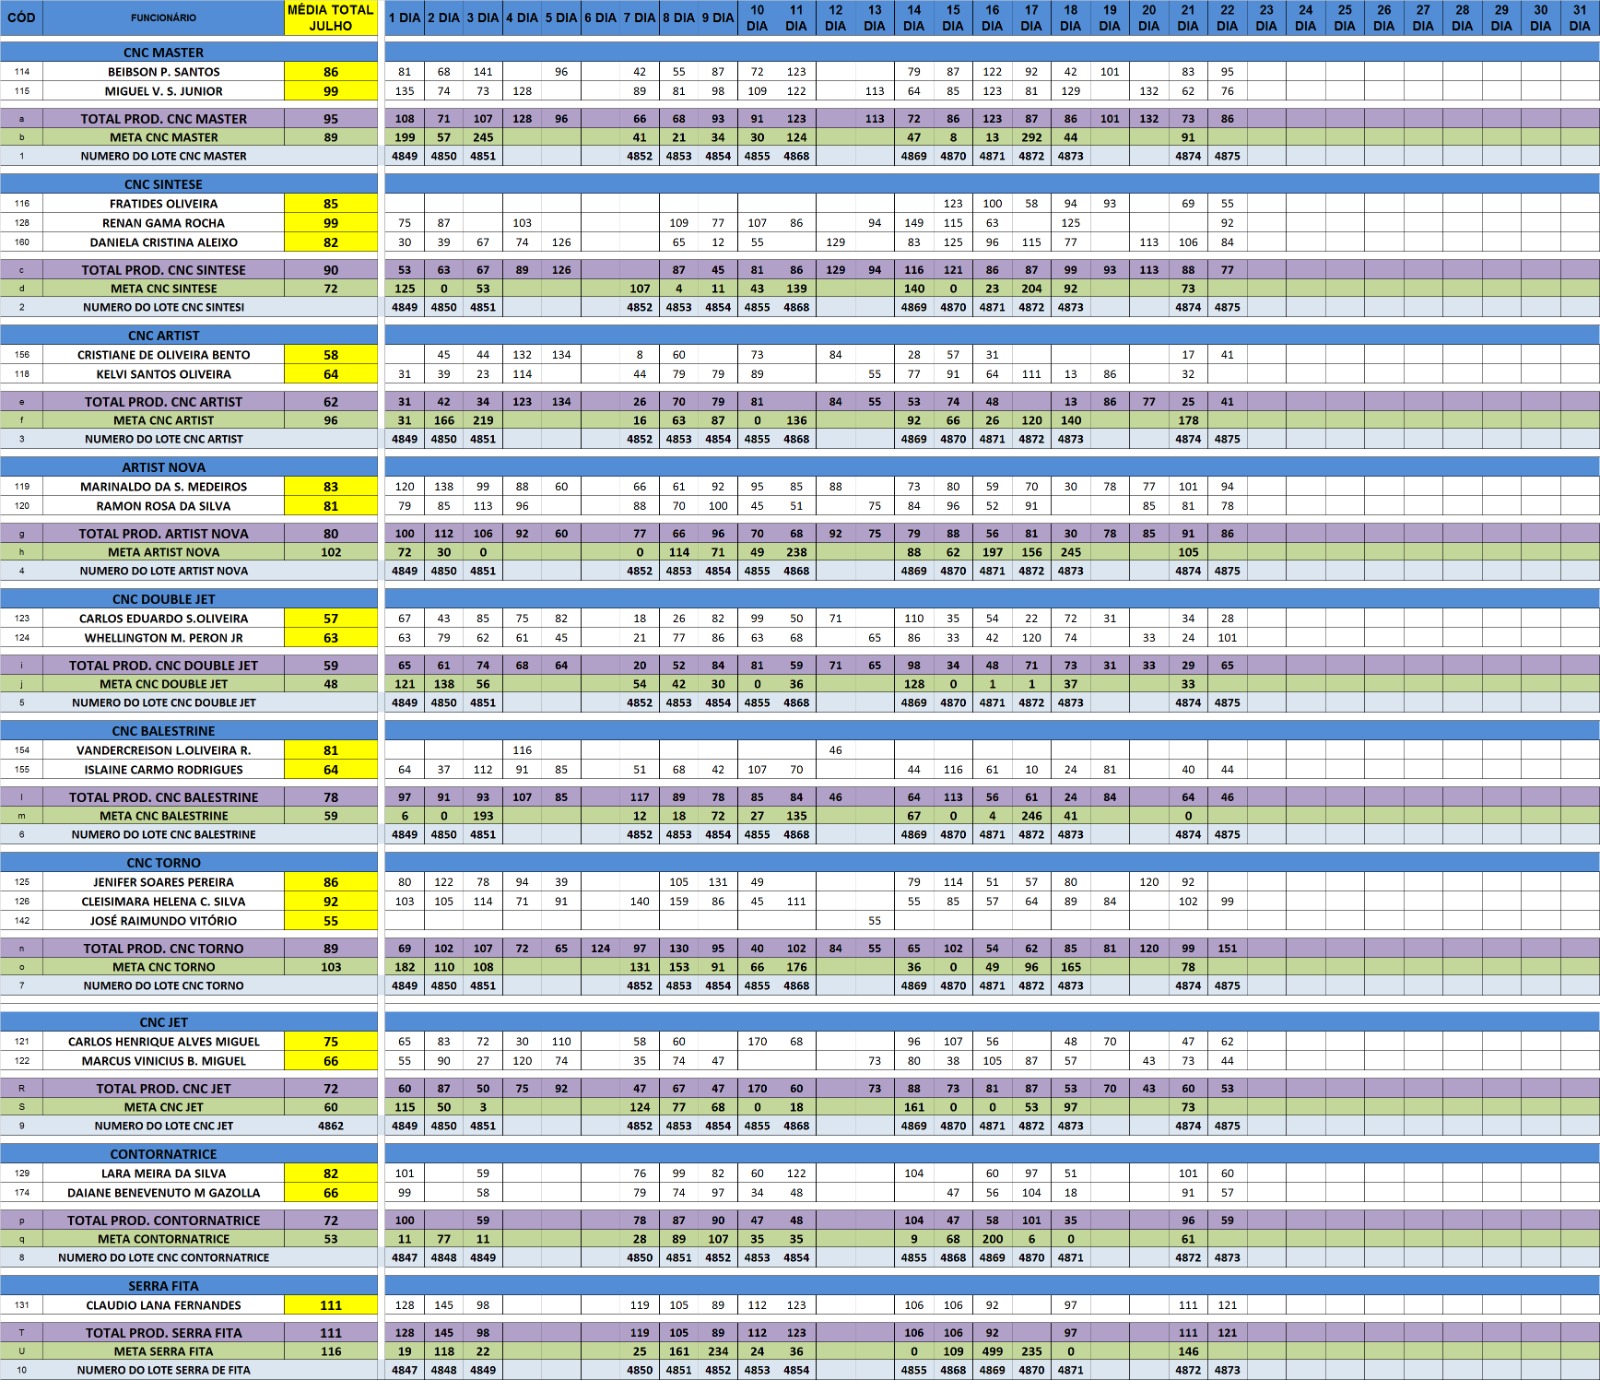 CÓD FUNCIONÁRIO MÉDIA TOTAL JULHO 1 DIA 2 DIA 3 DIA 4 DIA 5 DIA 6 DIA 7 DIA 8 DIA 9 DIA 10 DIA 11 DIA 12 DIA 13 DIA 14 DIA 15 DIA 16 DIA 17 DIA 18 DIA 19 DIA 20 DIA 21 DIA 22 DIA 23 DIA 24 DIA 25 DIA 26 DIA 27 DIA 28 DIA 29 DIA 30 DIA 31 DIA
CNC MASTER
114 BEIBSON P. SANTOS 86 81 68 141 96 42 55 87 72 123 79 87 122 92 42 101 83 95
115 MIGUEL V. S. JUNIOR 99 135 74 73 128 89 81 98 109 122 113 64 85 123 81 129 132 62 76
a TOTAL PROD. CNC MASTER 95 108 71 107 128 96 66 68 93 91 123 113 72 86 123 87 86 101 132 73 86
b META CNC MASTER 89 199 57 245 41 21 34 30 124 47 8 13 292 44 91
1 NUMERO DO LOTE CNC MASTER 4849 4850 4851 4852 4853 4854 4855 4868 4869 4870 4871 4872 4873 4874 4875
CNC SINTESE
116 FRATIDES OLIVEIRA 85 123 100 58 94 93 69 55
128 RENAN GAMA ROCHA 99 75 87 103 109 77 107 86 94 149 115 63 125 92
160 DANIELA CRISTINA ALEIXO 82 30 39 67 74 126 65 12 55 129 83 125 96 115 77 113 106 84
c TOTAL PROD. CNC SINTESE 90 53 63 67 89 126 87 45 81 86 129 94 116 121 86 87 99 93 113 88 77
d META CNC SINTESE 72 125 0 53 107 4 11 43 139 140 0 23 204 92 73
2 NUMERO DO LOTE CNC SINTESI 4849 4850 4851 4852 4853 4854 4855 4868 4869 4870 4871 4872 4873 4874 4875
CNC ARTIST
156 CRISTIANE DE OLIVEIRA BENTO 58 45 44 132 134 8 60 73 84 28 57 31 17 41
118 KELVI SANTOS OLIVEIRA 64 31 39 23 114 44 79 79 89 55 77 91 64 111 13 86 32
e TOTAL PROD. CNC ARTIST 62 31 42 34 123 134 26 70 79 81 84 55 53 74 48 13 86 77 25 41
f META CNC ARTIST 96 31 166 219 16 63 87 0 136 92 66 26 120 140 178
3 NUMERO DO LOTE CNC ARTIST 4849 4850 4851 4852 4853 4854 4855 4868 4869 4870 4871 4872 4873 4874 4875
ARTIST NOVA
119 MARINALDO DA S. MEDEIROS 83 120 138 99 88 60 66 61 92 95 85 88 73 80 59 70 30 78 77 101 94
120 RAMON ROSA DA SILVA 81 79 85 113 96 88 70 100 45 51 75 84 96 52 91 85 81 78
g TOTAL PROD. ARTIST NOVA 80 100 112 106 92 60 77 66 96 70 68 92 75 79 88 56 81 30 78 85 91 86
h META ARTIST NOVA 102 72 30 0 0 114 71 49 238 88 62 197 156 245 105
4 NUMERO DO LOTE ARTIST NOVA 4849 4850 4851 4852 4853 4854 4855 4868 4869 4870 4871 4872 4873 4874 4875
CNC DOUBLE JET
123 CARLOS EDUARDO S.OLIVEIRA 57 67 43 85 75 82 18 26 82 99 50 71 110 35 54 22 72 31 34 28
124 WHELLINGTON M. PERON JR 63 63 79 62 61 45 21 77 86 63 68 65 86 33 42 120 74 33 24 101
i TOTAL PROD. CNC DOUBLE JET 59 65 61 74 68 64 20 52 84 81 59 71 65 98 34 48 71 73 31 33 29 65
j META CNC DOUBLE JET 48 121 138 56 54 42 30 0 36 128 0 1 1 37 33
5 NUMERO DO LOTE CNC DOUBLE JET 4849 4850 4851 4852 4853 4854 4855 4868 4869 4870 4871 4872 4873 4874 4875
CNC BALESTRINE
154 VANDERCREISON L.OLIVEIRA R. 81 116 46
155 ISLAINE CARMO RODRIGUES 64 64 37 112 91 85 51 68 42 107 70 44 116 61 10 24 81 40 44
l TOTAL PROD. CNC BALESTRINE 78 97 91 93 107 85 117 89 78 85 84 46 64 113 56 61 24 84 64 46
m META CNC BALESTRINE 59 6 0 193 12 18 72 27 135 67 0 4 246 41 0
6 NUMERO DO LOTE CNC BALESTRINE 4849 4850 4851 4852 4853 4854 4855 4868 4869 4870 4871 4872 4873 4874 4875
CNC TORNO
125 JENIFER SOARES PEREIRA 86 80 122 78 94 39 105 131 49 79 114 51 57 80 120 92
126 CLEISIMARA HELENA C. SILVA 92 103 105 114 71 91 140 159 86 45 111 55 85 57 64 89 84 102 99
142 JOSÉ RAIMUNDO VITÓRIO 55 55
n TOTAL PROD. CNC TORNO 89 69 102 107 72 65 124 97 130 95 40 102 84 55 65 102 54 62 85 81 120 99 151
o META CNC TORNO 103 182 110 108 131 153 91 66 176 36 0 49 96 165 78
7 NUMERO DO LOTE CNC TORNO 4849 4850 4851 4852 4853 4854 4855 4868 4869 4870 4871 4872 4873 4874 4875
CNC JET
121 CARLOS HENRIQUE ALVES MIGUEL 75 65 83 72 30 110 58 60 170 68 96 107 56 48 70 47 62
122 MARCUS VINICIUS B. MIGUEL 66 55 90 27 120 74 35 74 47 73 80 38 105 87 57 43 73 44
R TOTAL PROD. CNC JET 72 60 87 50 75 92 47 67 47 170 60 73 88 73 81 87 53 70 43 60 53
S META CNC JET 60 115 50 3 124 77 68 0 18 161 0 0 53 97 73
9 NUMERO DO LOTE CNC JET 4862 4849 4850 4851 4852 4853 4854 4855 4868 4869 4870 4871 4872 4873 4874 4875
CONTORNATRICE
129 LARA MEIRA DA SILVA 82 101 59 76 99 82 60 122 104 60 97 51 101 60
174 DAIANE BENEVENUTO M GAZOLLA 66 99 58 79 74 97 34 48 47 56 104 18 91 57
p TOTAL PROD. CONTORNATRICE 72 100 59 78 87 90 47 48 104 47 58 101 35 96 59
q META CONTORNATRICE 53 11 77 11 28 89 107 35 35 9 68 200 6 0 61
8 NUMERO DO LOTE CNC CONTORNATRICE 4847 4848 4849 4850 4851 4852 4853 4854 4855 4868 4869 4870 4871 4872 4873
SERRA FITA
131 CLAUDIO LANA FERNANDES 111 128 145 98 119 105 89 112 123 106 106 92 97 111 121
T TOTAL PROD. SERRA FITA 111 128 145 98 119 105 89 112 123 106 106 92 97 111 121
U META SERRA FITA 116 19 118 22 25 161 234 24 36 0 109 499 235 0 146
10 NUMERO DO LOTE SERRA DE FITA 4847 4848 4849 4850 4851 4852 4853 4854 4855 4868 4869 4870 4871 4872 4873